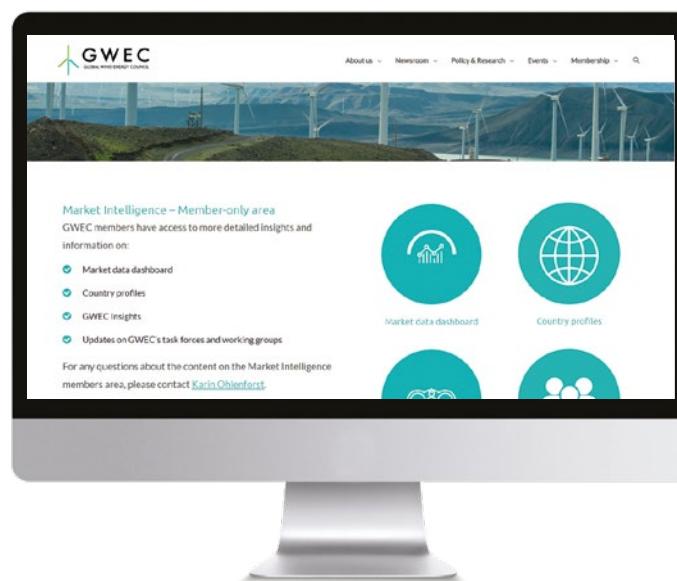 GWEC
GLOBAL WIND ENERGY COUNCIL
About us
Newsroom
Policy & Research
Events
Membership
Market Intelligence – Member-only area
GWEC members have access to more detailed insights and
information on:
Market data dashboard
Country profiles
GWEC Insights
Updates on GWEC's task forces and working groups
For any questions about the content on the Market Intelligence
members area, please contact Karin Ohlenforst.
Market data dashboard
Country profiles